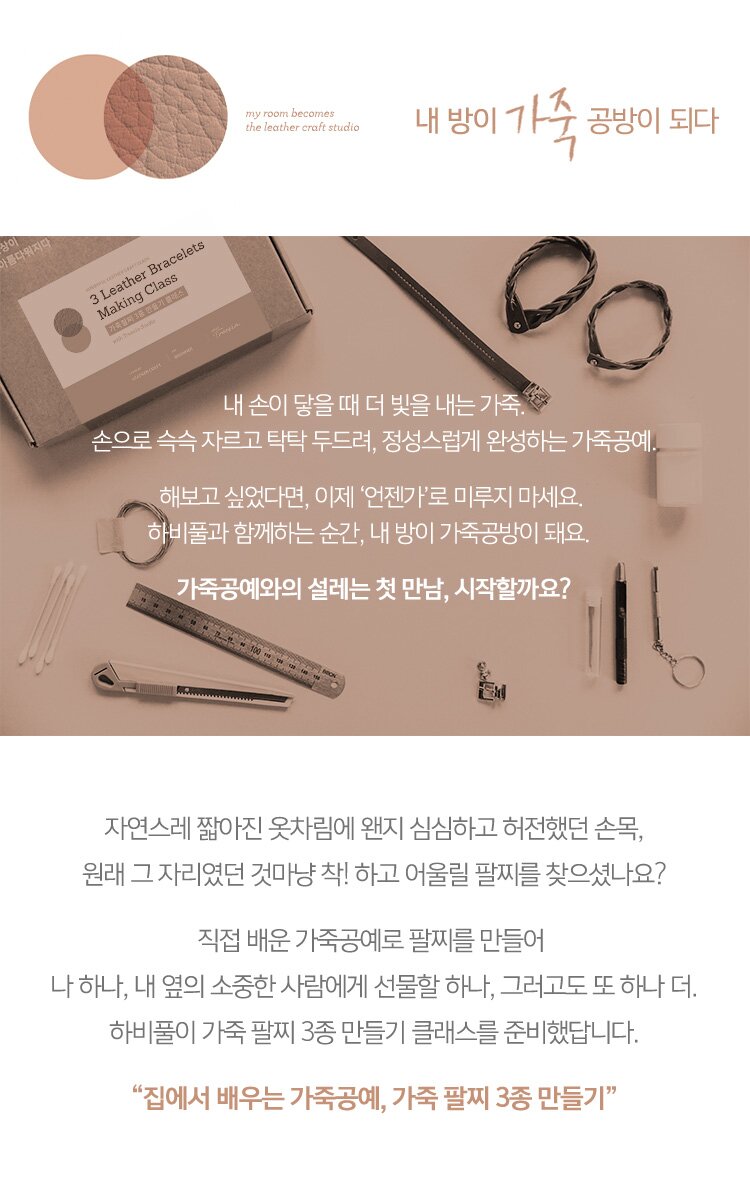 my room becomes
the leather craft studio
내 방이 가죽 공방이 되다
상이
아름다워지다
3 Leather Bracelets
Making Class
가죽팔찌 3종 만들기 클래스
내 손이 닿을 때 더 빛을 내는 가죽.
손으로 슥슥 자르고 탁탁 두드려, 정성스럽게 완성하는 가죽공예.
해보고 싶었다면, 이제 ‘언젠가’로 미루지 마세요.
하비풀과 함께하는 순간, 내 방이 가죽공방이 돼요.
가죽공예와의 설레는 첫 만남, 시작할까요?
자연스레 짧아진 옷차림에 왠지 심심하고 허전했던 손목,
원래 그 자리였던 것마냥 착! 하고 어울릴 팔찌를 찾으셨나요?
직접 배운 가죽공예로 팔찌를 만들어
나 하나, 내 옆의 소중한 사람에게 선물할 하나, 그러고도 또 하나 더.
하비풀이 가죽 팔찌 3종 만들기 클래스를 준비했답니다.
“집에서 배우는 가죽공예, 가죽 팔찌 3종 만들기”